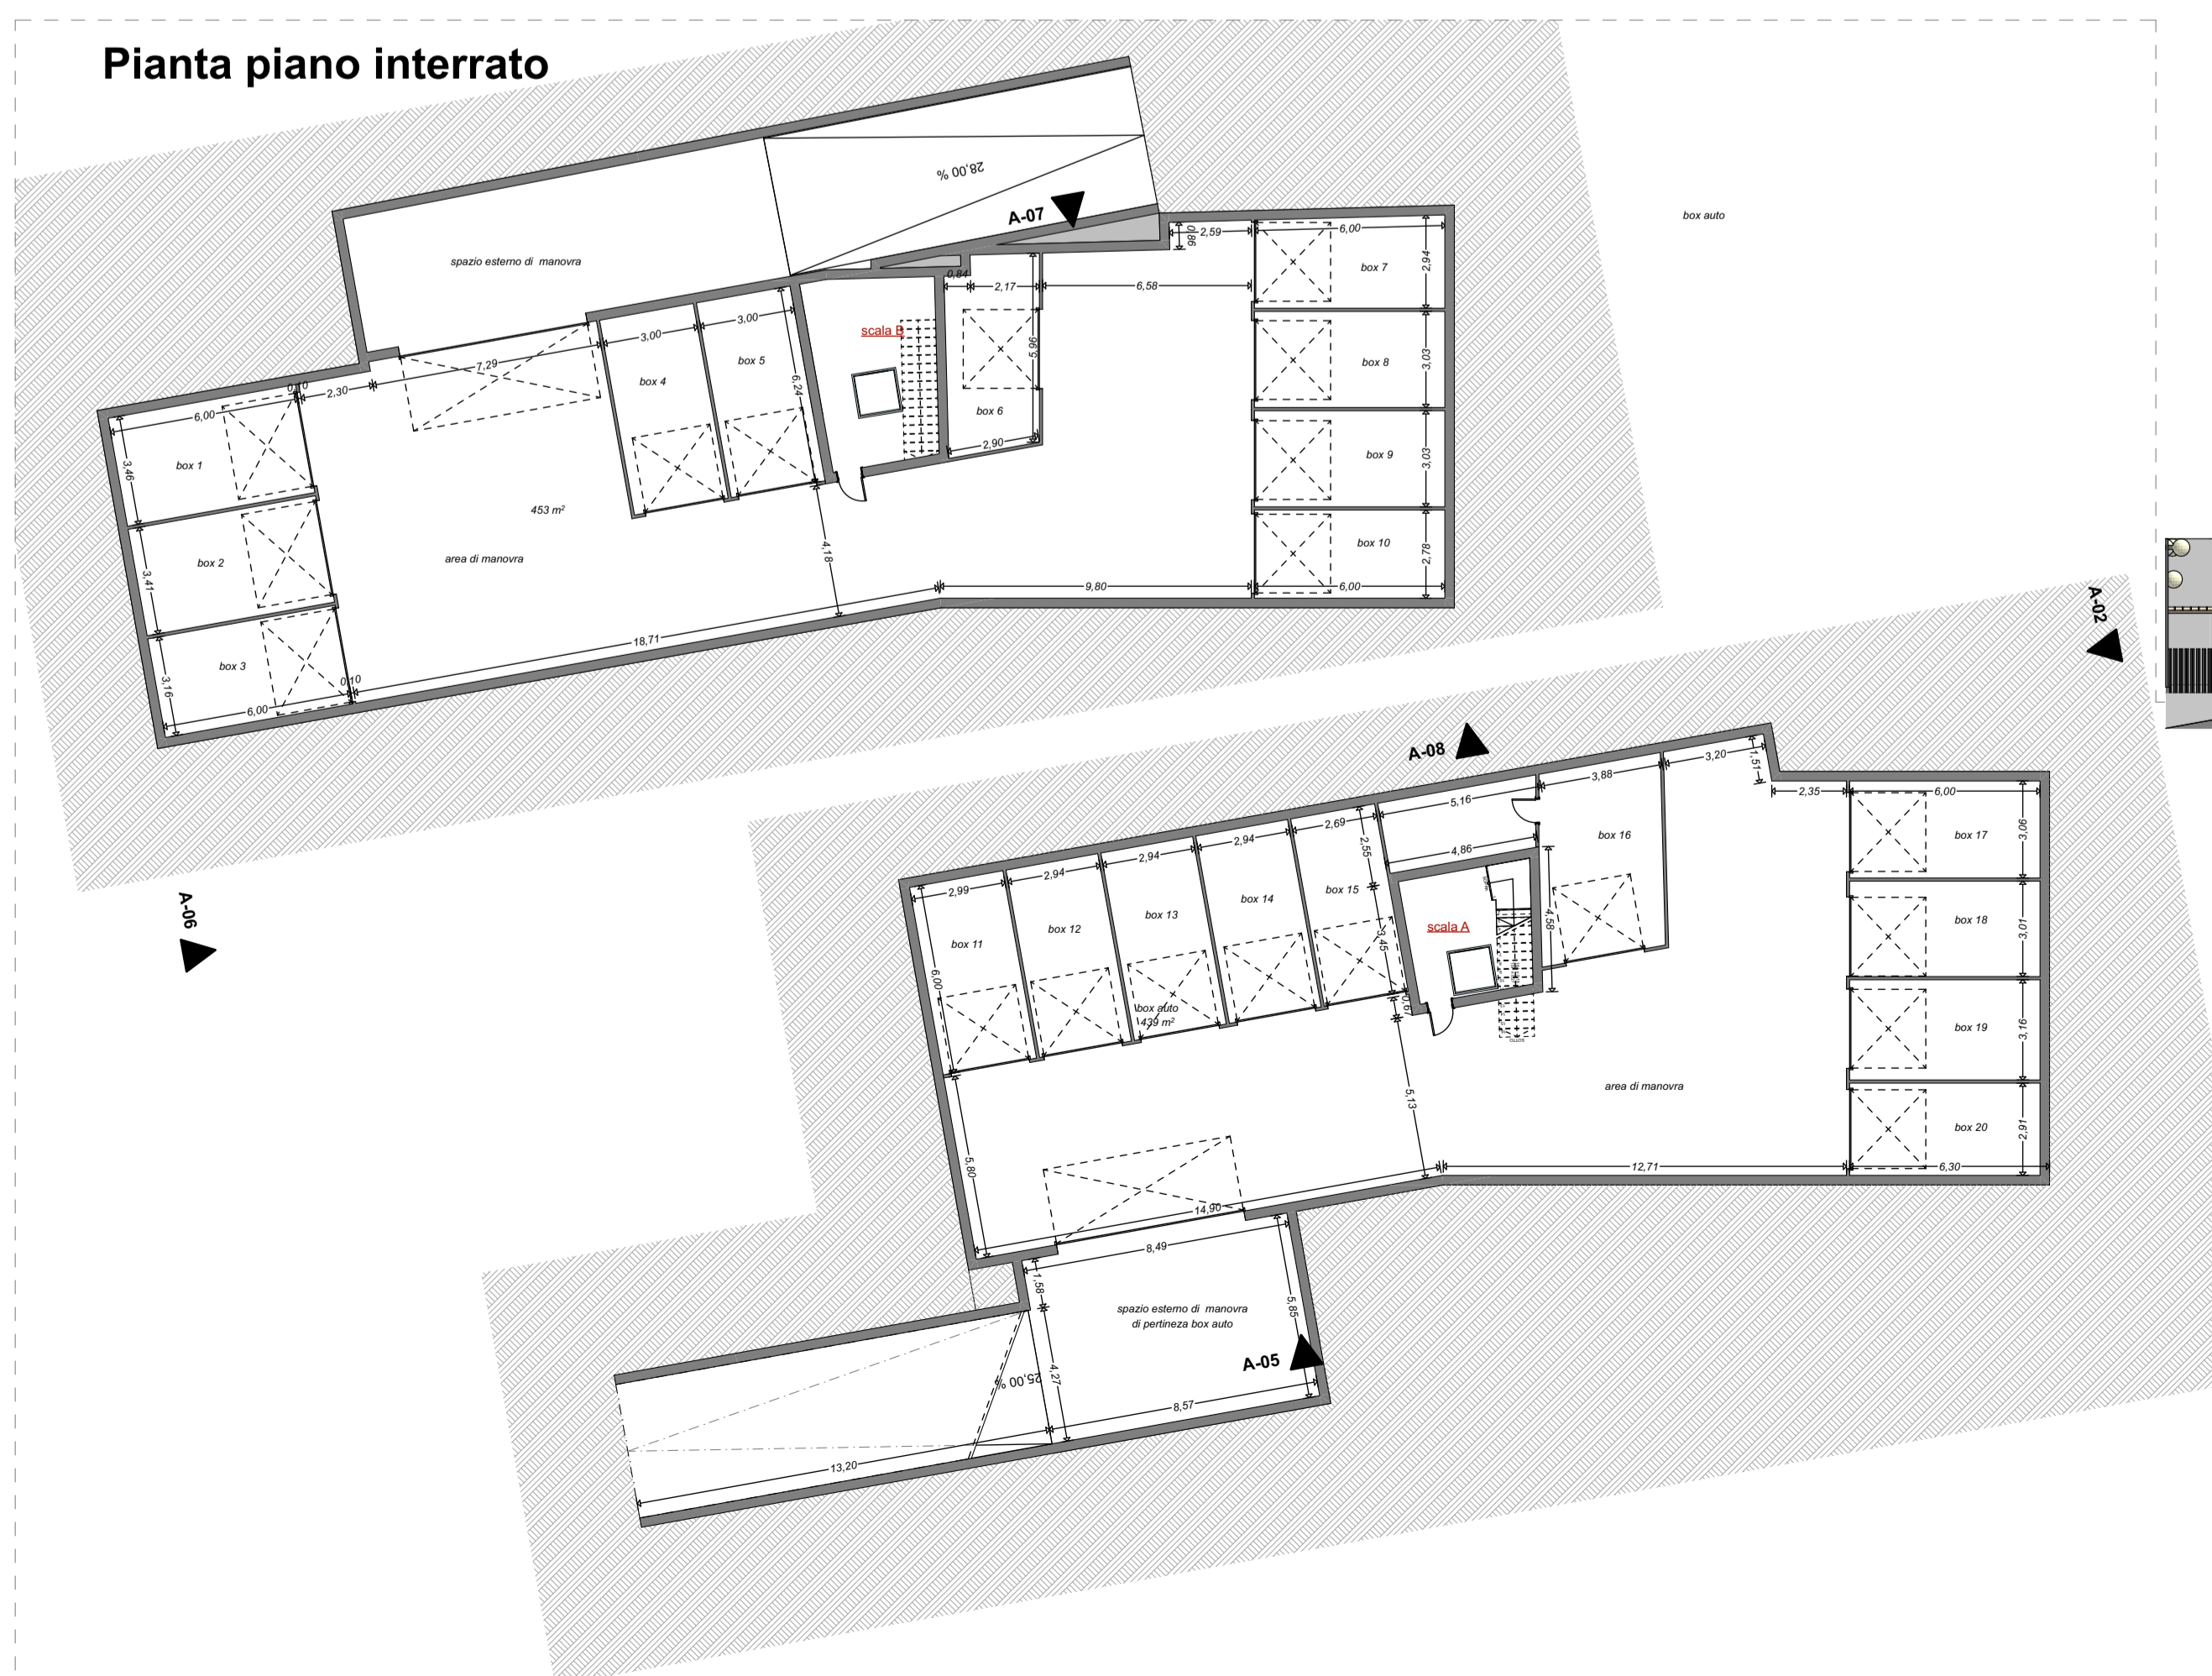 Pianta piano interrato
28,00 %
A-07
box auto
spazio esterno di  manovra
0,86
2,59
6,00
box 7
2,94
0,84
2,17
6,58
scala B
3,00
3,00
box 4
box 5
6,24
5,96
box 6
2,90
box 8
3,03
box 9
3,03
box 10
2,78
7,29
0,10
2,30
6,00
3,46
box 1
453 m²
area di manovra
4,18
box 2
3,41
9,80
6,00
18,71
box 3
3,16
0,10
6,00
A-02
A-06
A-08
3,88
3,20
1,51
5,16
2,35
6,00
2,69
2,55
4,86
2,94
2,94
2,94
2,99
box 16
box 17
3,06
box 15
box 14
box 13
box 12
box 11
scala A
4,58
3,45
box 18
3,01
6,00
box auto
439 m²
0,67
SOTTO
box 19
3,16
area di manovra
5,13
box 20
2,91
5,80
12,71
6,30
14,90
8,49
1,58
spazio esterno di  manovra
di pertineza box auto
5,85
A-05
25,00 %
4,27
8,57
13,20